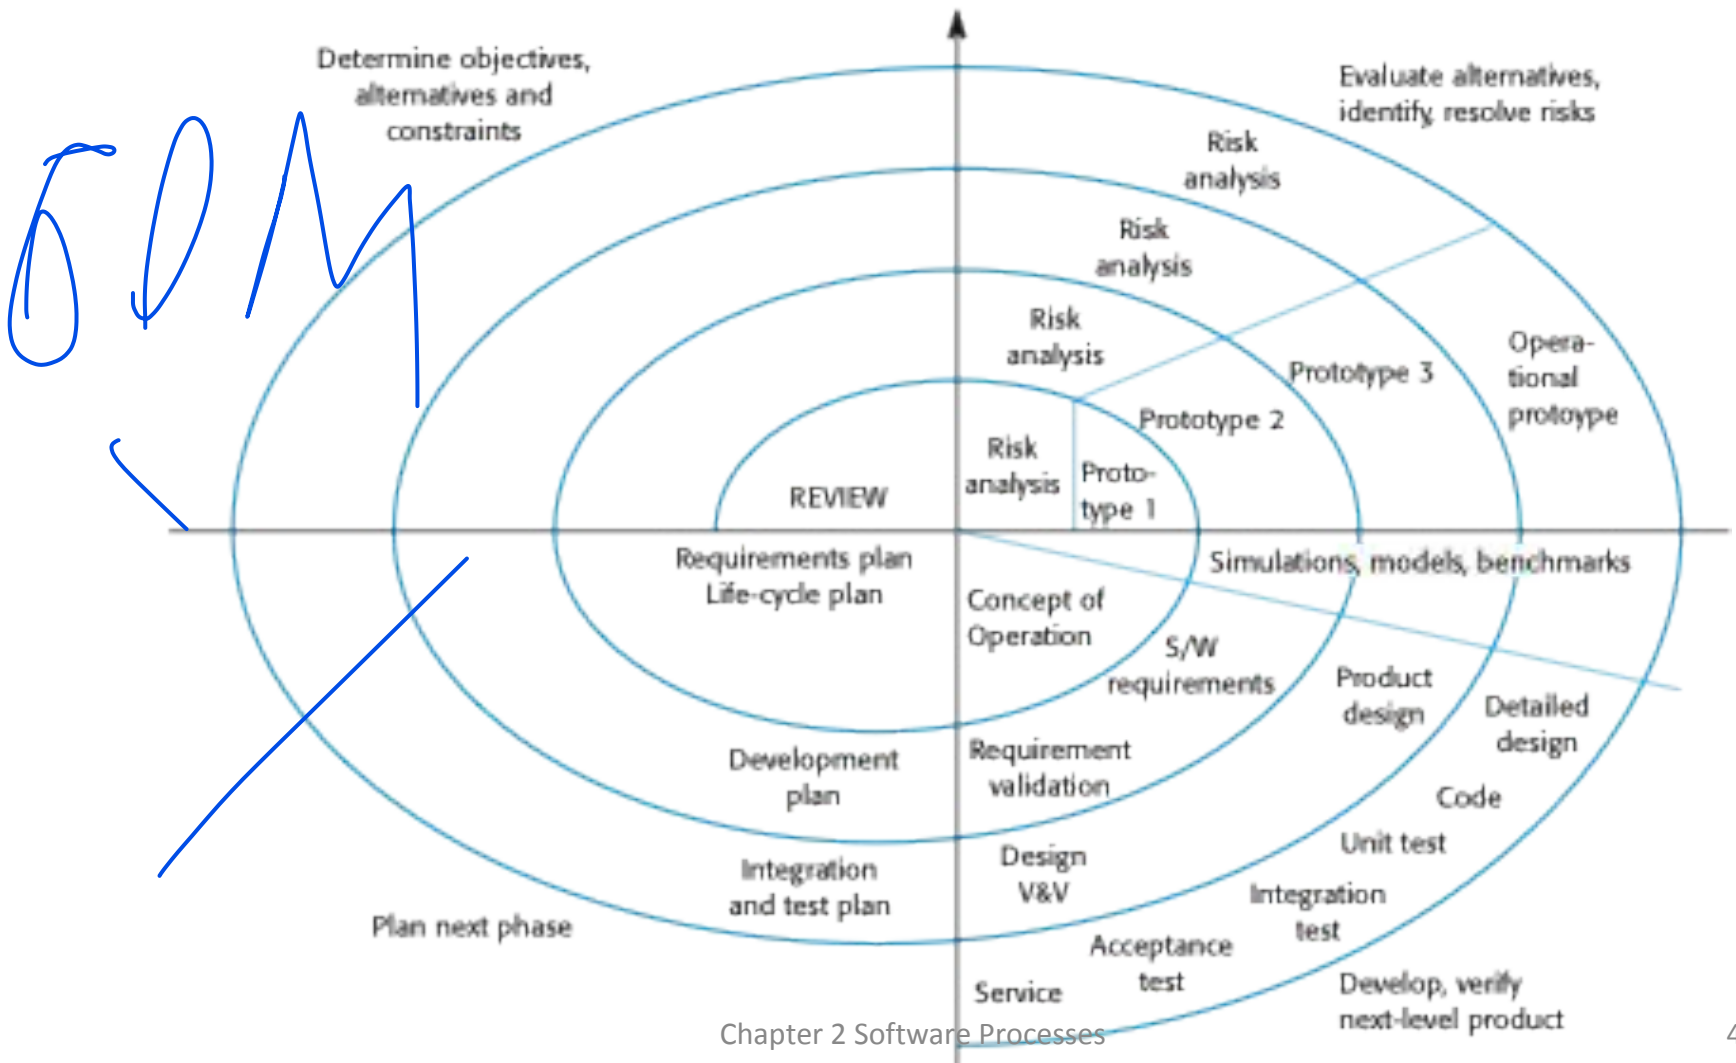 Determine objectives,
alternatives and
constraints
Evaluate alternatives,
identify, resolve risks
Risk
analysis
Risk
analysis
Risk
analysis
Risk
analysis
Opera-
tional
protoype
Prototype 3
Prototype 2
Proto-
type 1
REVIEW
Requirements plan
Life-cycle plan
Simulations, models, benchmarks
Concept of
Operation
S/W
requirements
Product
design
Detailed
design
Development
plan
Requirement
validation
Code
Unit test
Integration
and test plan
Design
V&V
Integration
test
Plan next phase
Acceptance
test
Service
Develop, verify
next-level product
Chapter 2 Software Processes
4